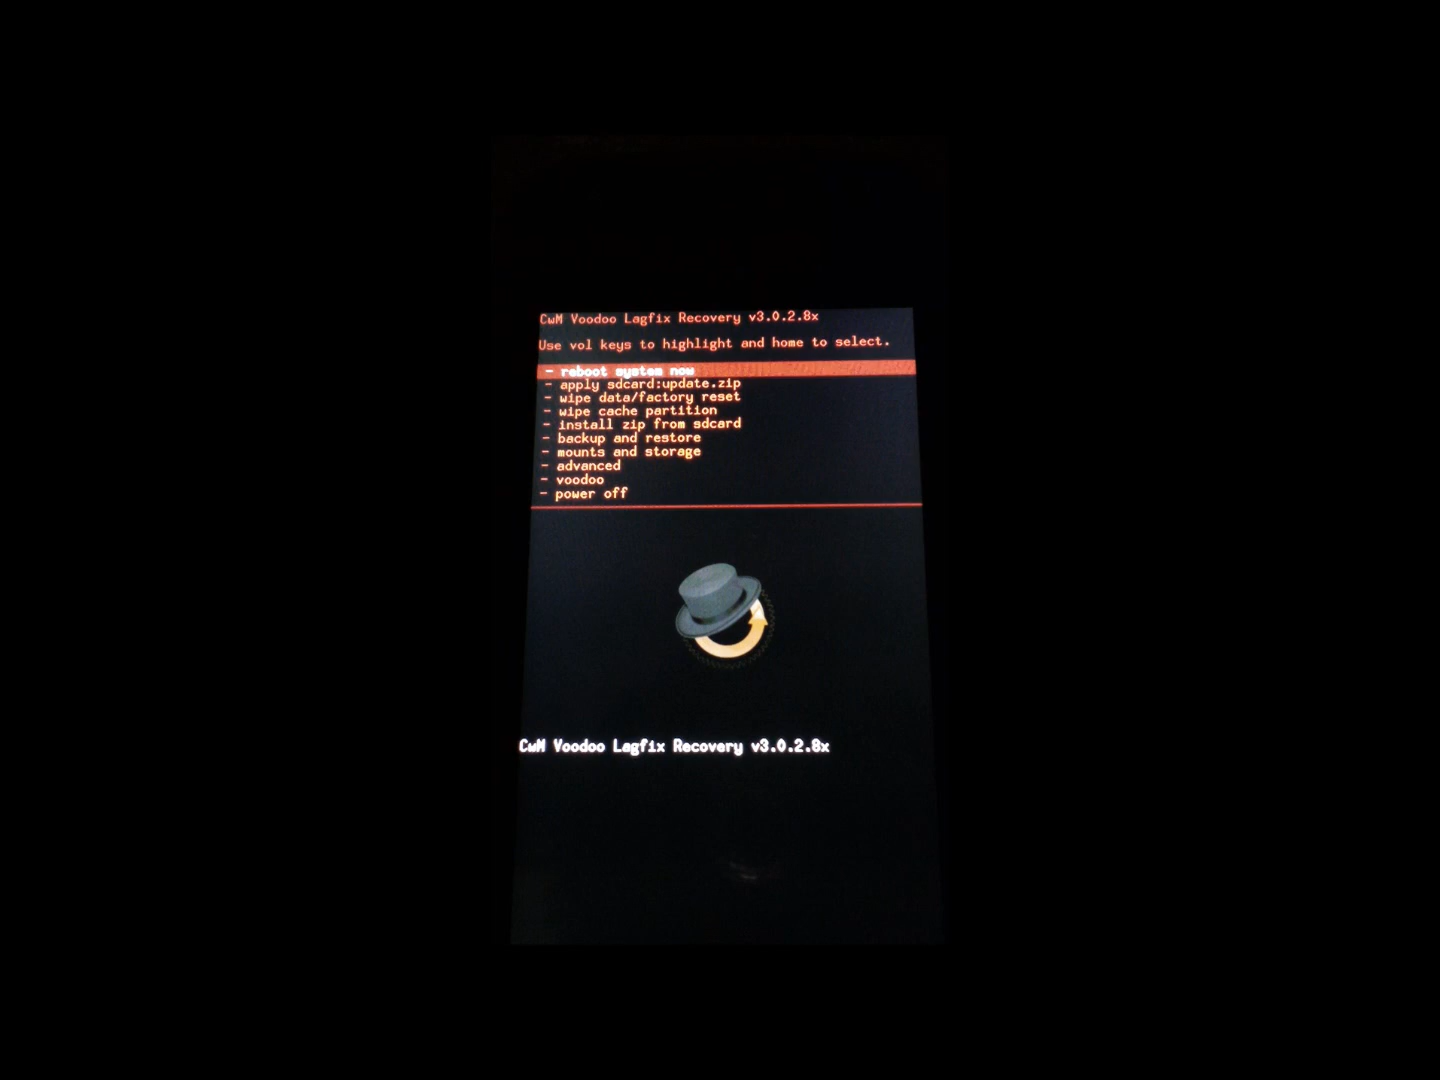 CwM Voodoo Lagfix Recovery v3.0.2.8x
Use vol keys to highlight and home to select.
- reboot system now
- apply sdcard:update.zip
- wipe data/factory reset
- wipe cache partition
- install zip from sdcard
- backup and restore
- mounts and storage
- advanced
- voodoo
- power off
CwM Voodoo Lagfix Recovery v3.0.2.8x